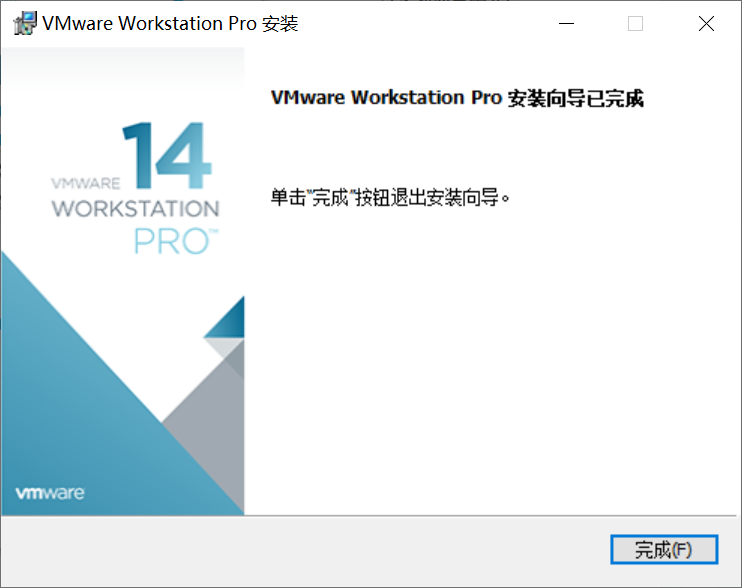 VMware Workstation Pro 安装
VMware Workstation Pro 安装向导已完成
14
VMWARE
WORKSTATION
PRO™
单击"完成"按钮退出安装向导。
vmware
完成(F)